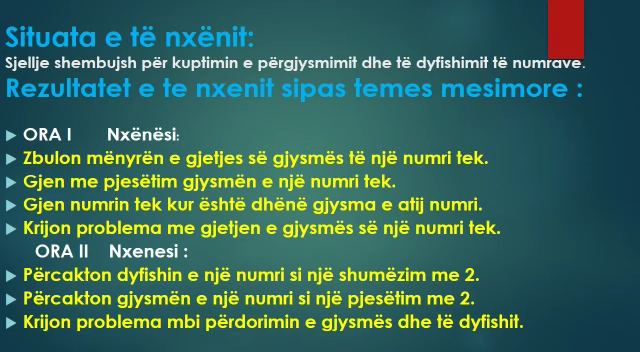 Situata e të nxënit:
Sjellje shembujsh për kuptimin e përgjysmimit dhe të dyfishimit të numrave.
Rezultatet e te nxenit sipas temes mesimore :
ORA I Nxënësi:
Zbulon mënyrën e gjetjes së gjysmës të një numri tek.
Gjen me pjesëtim gjysmën e një numri tek.
Gjen numrin tek kur është dhënë gjysma e atij numri.
Krijon problema me gjetjen e gjysmës së një numri tek.
ORA II Nxenesi :
Përcakton dyfishin e një numri si një shumëzim me 2.
Përcakton gjysmën e një numri si një pjesëtim me 2.
Krijon problema mbi përdorimin e gjysmës dhe të dyfishit.